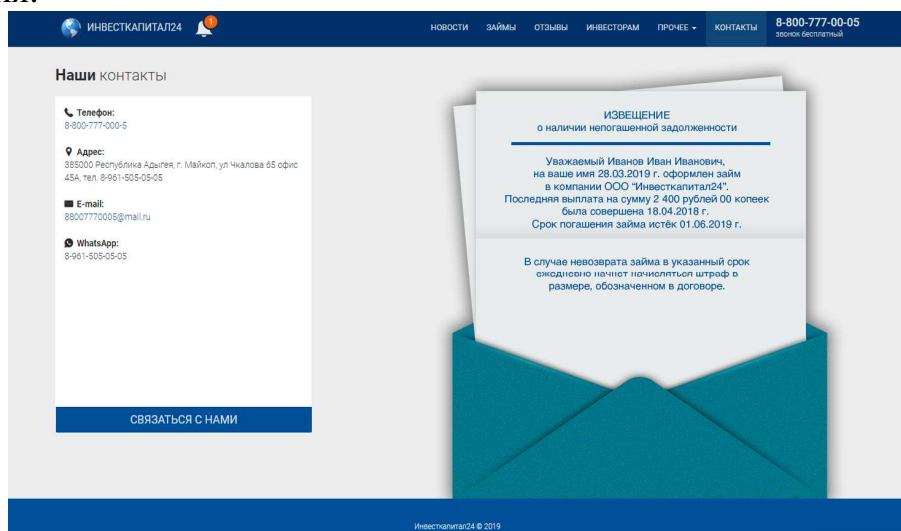 ИНВЕСТКАПИТАЛ24
1
НОВОСТИ ЗАЙМЫ ОТЗЫВЫ ИНВЕСТОРАМ ПРОЧЕЕ КОНТАКТЫ
8-800-777-00-05
звонок бесплатный
Наши контакты
Телефон:
8-800-777-000-5
Адрес:
385000 Республика Адыгея, г. Майкоп, ул Чкалова 65 офис
45А, тел. 8-961-505-05-05
E-mail:
88007770005@mail.ru
WhatsApp:
8-961-505-05-05
СВЯЗАТЬСЯ С НАМИ
ИЗВЕЩЕНИЕ
о наличии непогашенной задолженности
Уважаемый Иванов Иван Иванович,
на ваше имя 28.03.2019 г. оформлен займ
в компании ООО "Инвесткапитал24".
Последняя выплата на сумму 2 400 рублей 00 копеек
была совершена 18.04.2018 г.
Срок погашения займа истёк 01.06.2019 г.
В случае невозврата займа в указанный срок
ежедневно начнет начисляться штраф в
размере, обозначенном в договоре.
Инвесткапитал24 © 2019